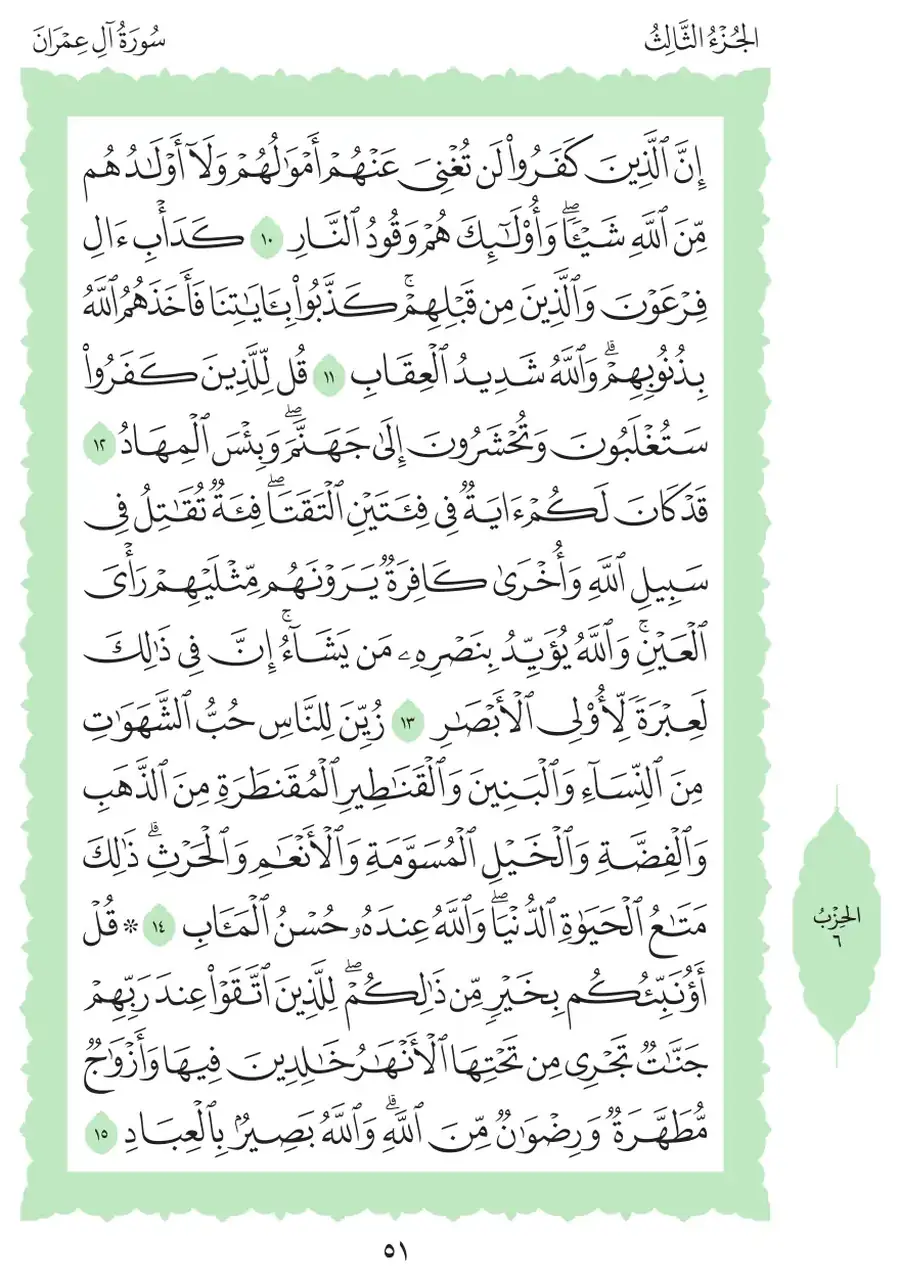 الجُزْءُ الثَّالِثُ
سُورَةُ آلِ عِمْرَانَ
إِنَّ ٱلَّذِينَ كَفَرُواْ لَن تُغْنِيَ عَنْهُمْ أَمْوَٰلُهُمْ وَلَآ أَوْلَٰدُهُم
مِّنَ ٱللَّهِ شَيْـًٔاۖ وَأُوْلَٰٓئِكَ هُمْ وَقُودُ ٱلنَّارِ ١٠ كَدَأْبِ ءَالِ
فِرْعَوْنَ وَٱلَّذِينَ مِن قَبْلِهِمْۚ كَذَّبُواْ بِـَٔايَٰتِنَا فَأَخَذَهُمُ ٱللَّهُ
بِذُنُوبِهِمْۗ وَٱللَّهُ شَدِيدُ ٱلْعِقَابِ ١١ قُل لِّلَّذِينَ كَفَرُواْ
سَتُغْلَبُونَ وَتُحْشَرُونَ إِلَىٰ جَهَنَّمَۖ وَبِئْسَ ٱلْمِهَادُ ١٢
قَدْ كَانَ لَكُمْ ءَايَةٌ فِي فِئَتَيْنِ ٱلْتَقَتَاۖ فِئَةٌ تُقَٰتِلُ فِي
سَبِيلِ ٱللَّهِ وَأُخْرَىٰ كَافِرَةٌ يَرَوْنَهُم مِّثْلَيْهِمْ رَأْيَ
ٱلْعَيْنِۚ وَٱللَّهُ يُؤَيِّدُ بِنَصْرِهِۦ مَن يَشَآءُۚ إِنَّ فِي ذَٰلِكَ
لَعِبْرَةً لِّأُوْلِي ٱلْأَبْصَٰرِ ١٣ زُيِّنَ لِلنَّاسِ حُبُّ ٱلشَّهَوَٰتِ
مِنَ ٱلنِّسَآءِ وَٱلْبَنِينَ وَٱلْقَنَٰطِيرِ ٱلْمُقَنطَرَةِ مِنَ ٱلذَّهَبِ
وَٱلْفِضَّةِ وَٱلْخَيْلِ ٱلْمُسَوَّمَةِ وَٱلْأَنْعَٰمِ وَٱلْحَرْثِۗ ذَٰلِكَ
مَتَٰعُ ٱلْحَيَوٰةِ ٱلدُّنْيَاۖ وَٱللَّهُ عِندَهُۥ حُسْنُ ٱلْمَـَٔابِ ١٤ * قُلْ
أَؤُنَبِّئُكُم بِخَيْرٍ مِّن ذَٰلِكُمْۖ لِلَّذِينَ ٱتَّقَوْاْ عِندَ رَبِّهِمْ
جَنَّٰتٌ تَجْرِي مِن تَحْتِهَا ٱلْأَنْهَٰرُ خَٰلِدِينَ فِيهَا وَأَزْوَٰجٌ
مُّطَهَّرَةٌ وَرِضْوَٰنٌ مِّنَ ٱللَّهِۗ وَٱللَّهُ بَصِيرٌۢ بِٱلْعِبَادِ ١٥
الحِزْبُ
٦
٥١